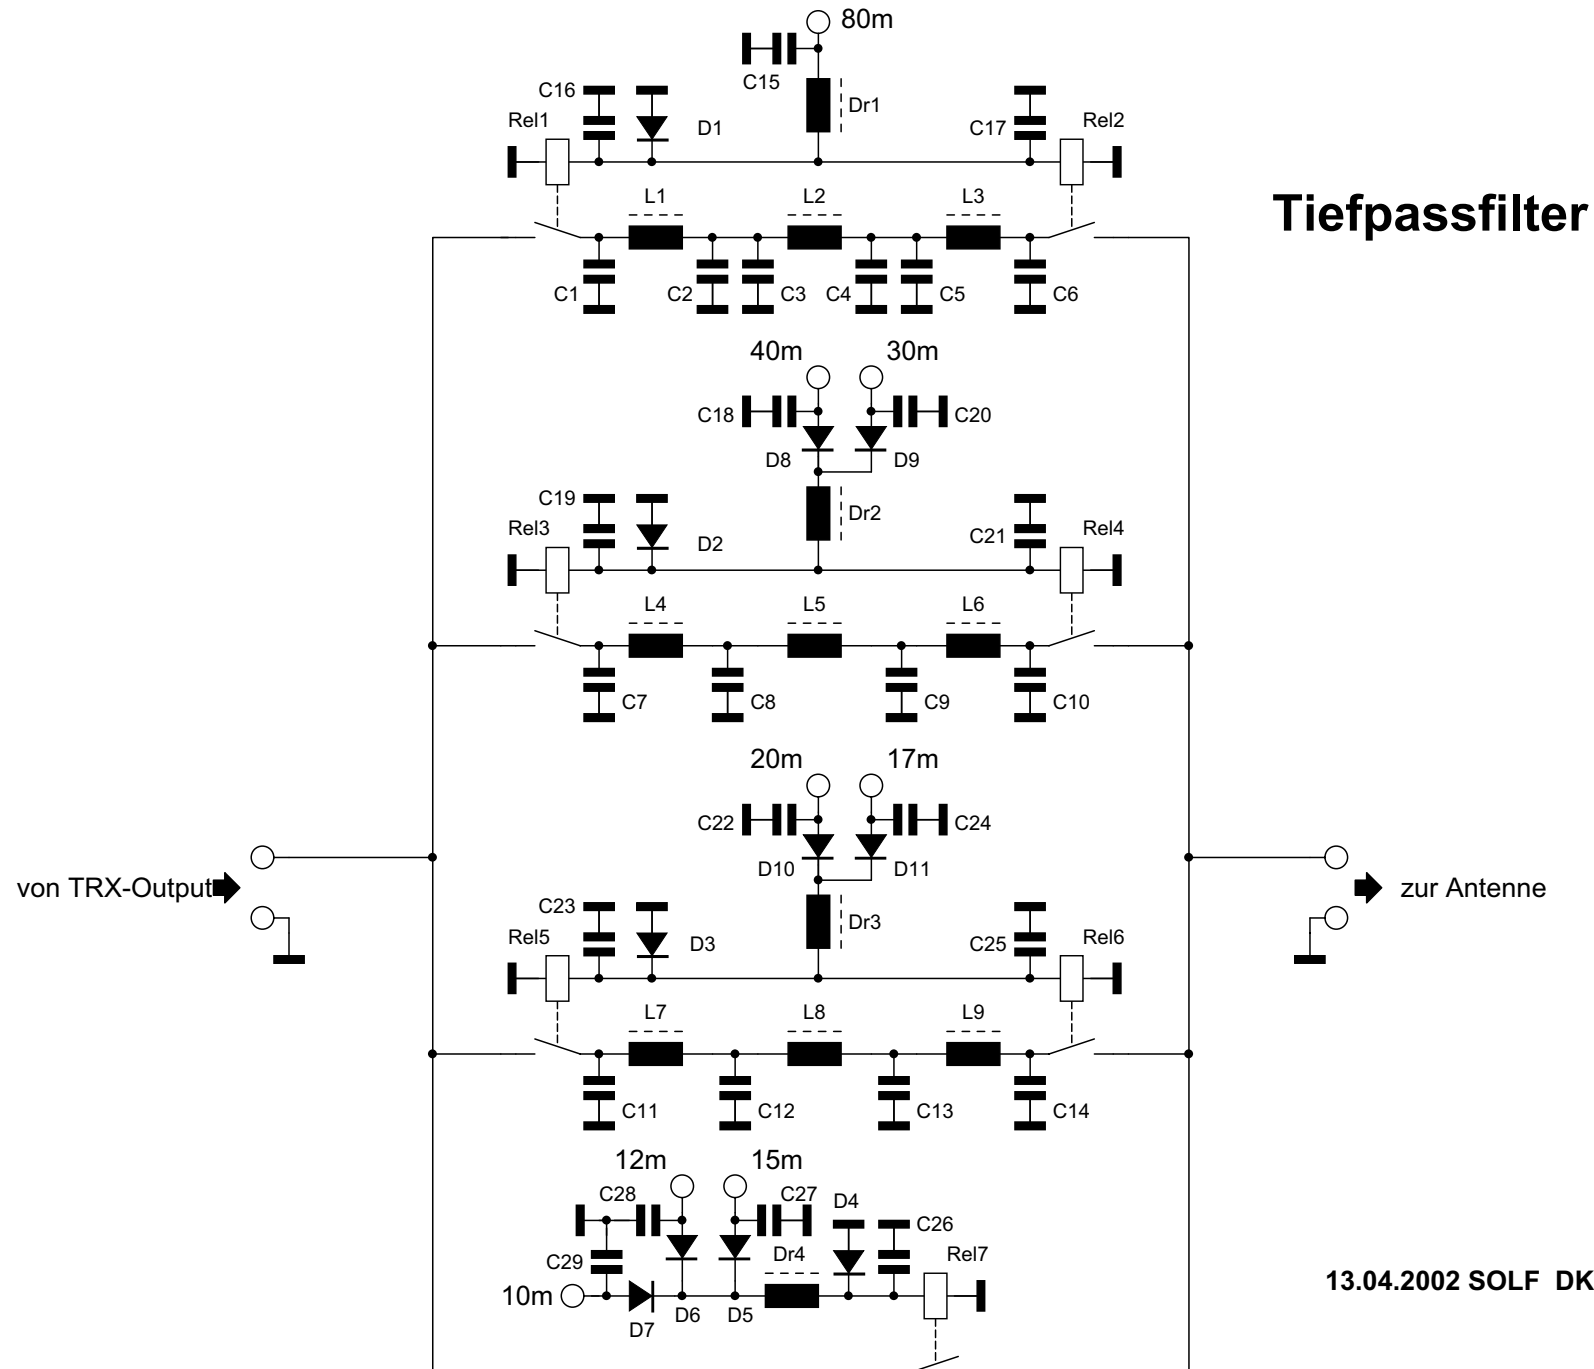 80m
C15
Dr1
C16
Rel1
D1
C17
Rel2
Tiefpassfilter
L1
L2
L3
C1
C2
C3
C4
C5
C6
40m
30m
C18
C20
D8
D9
C19
Rel3
D2
Dr2
C21
Rel4
L4
L5
L6
C7
C8
C9
C10
20m
17m
C22
C24
D10
D11
von TRX-Output
zur Antenne
C23
Rel5
D3
Dr3
C25
Rel6
L7
L8
L9
C11
C12
C13
C14
12m
15m
C28
C27
D4
C26
C29
Dr4
Rel7
10m
D7
D6
D5
13.04.2002 SOLF DK